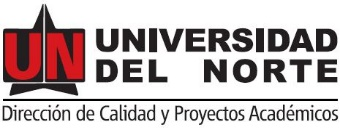 UN UNIVERSIDAD
DEL NORTE
Dirección de Calidad y Proyectos Académicos